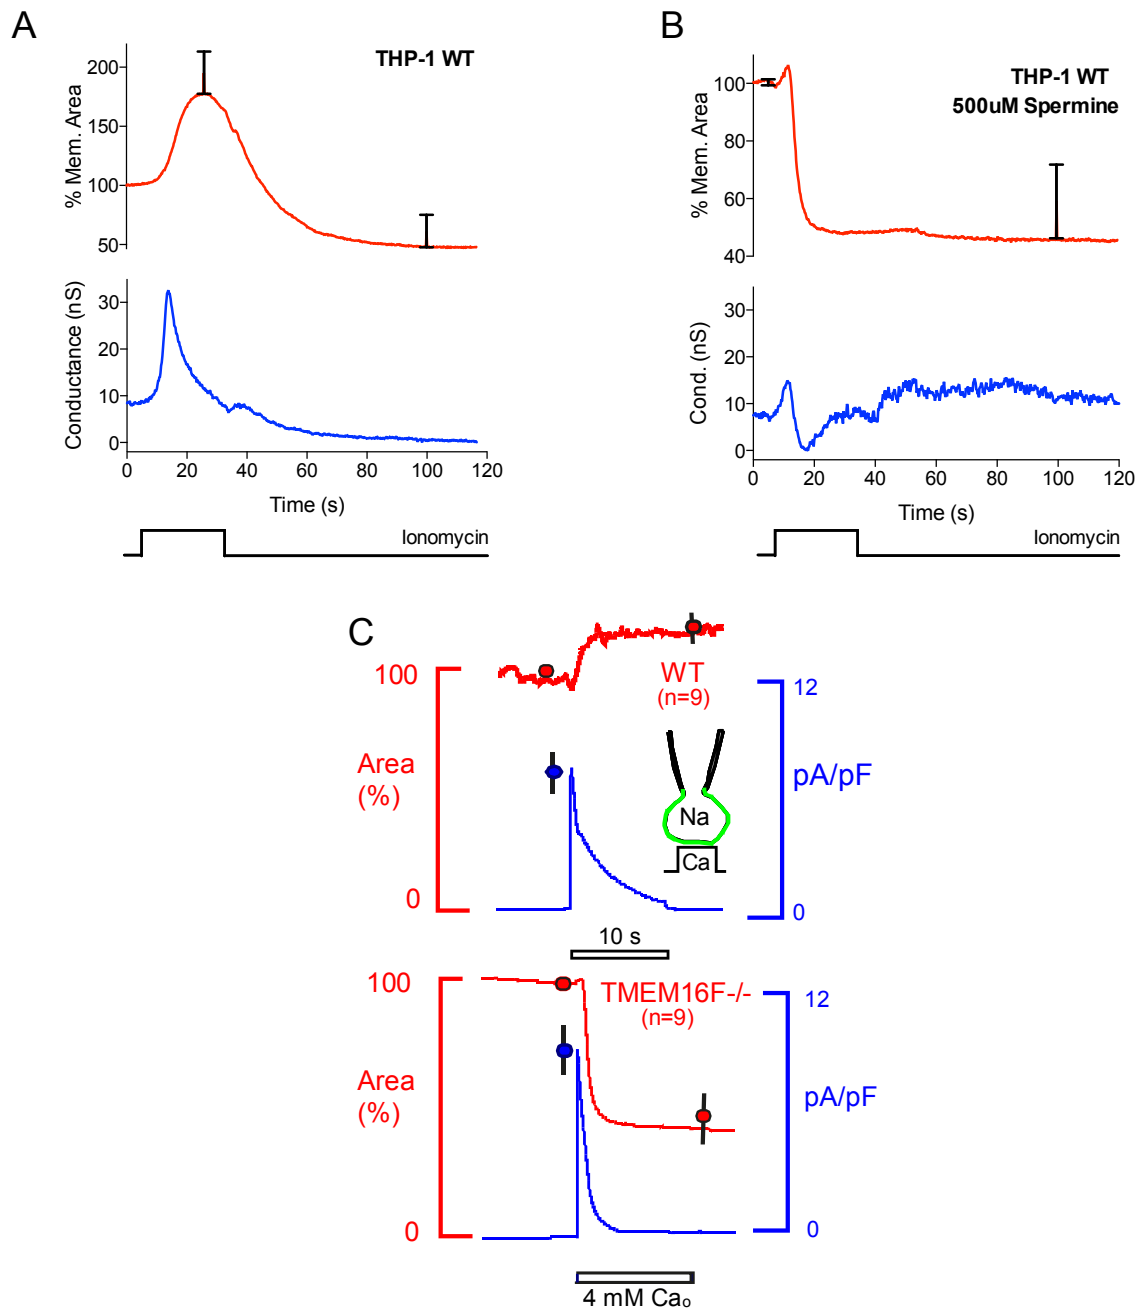 A
THP-1 WT
% Mem. Area
200
150
100
50
Conductance (nS)
30
20
10
0
0 20 40 60 80 100 120
Time (s)
Ionomycin
B
THP-1 WT
500uM Spermine
% Mem. Area
100
80
60
40
Cond. (nS)
30
20
10
0
0 20 40 60 80 100 120
Time (s)
Ionomycin
C
100
Area
(%)
0
WT
(n=9)
Na
Ca
12
pA/pF
0
10 s
100
Area
(%)
0
TMEM16F-/-
(n=9)
12
pA/pF
0
4 mM Cao